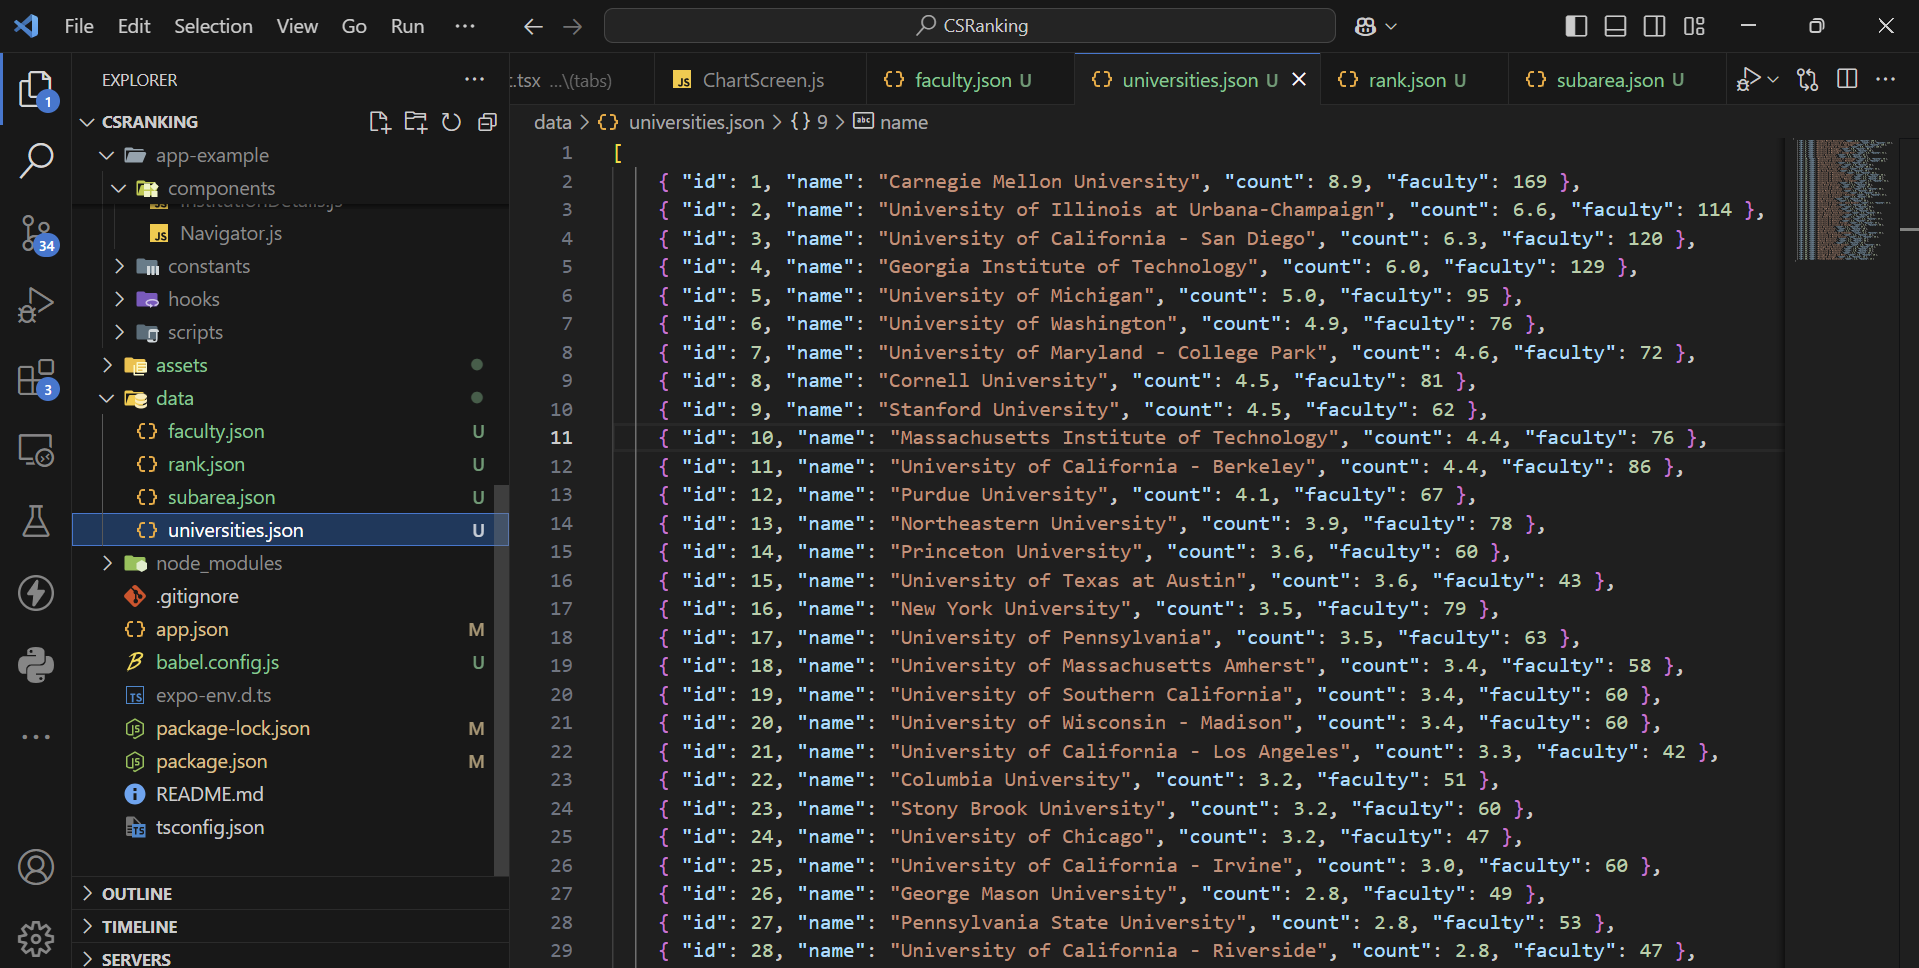 File Edit Selection View Go Run ···
CSRanking
EXPLORER ···
CSRANKING
app-example
components
Navigator.js
constants
hooks
scripts
assets
data
faculty.json U
rank.json U
subarea.json U
universities.json U
node_modules
.gitignore
app.json M
babel.config.js U
expo-env.d.ts
package-lock.json M
package.json M
README.md
tsconfig.json
OUTLINE
TIMELINE
SERVERS
1
34
3
t.tsx ...\(tabs) ChartScreen.js faculty.json U universities.json U rank.json U subarea.json U
data > {} universities.json > {} 9 > abc name
1 [
2 { "id": 1, "name": "Carnegie Mellon University", "count": 8.9, "faculty": 169 },
3 { "id": 2, "name": "University of Illinois at Urbana-Champaign", "count": 6.6, "faculty": 114 },
4 { "id": 3, "name": "University of California - San Diego", "count": 6.3, "faculty": 120 },
5 { "id": 4, "name": "Georgia Institute of Technology", "count": 6.0, "faculty": 129 },
6 { "id": 5, "name": "University of Michigan", "count": 5.0, "faculty": 95 },
7 { "id": 6, "name": "University of Washington", "count": 4.9, "faculty": 76 },
8 { "id": 7, "name": "University of Maryland - College Park", "count": 4.6, "faculty": 72 },
9 { "id": 8, "name": "Cornell University", "count": 4.5, "faculty": 81 },
10 { "id": 9, "name": "Stanford University", "count": 4.5, "faculty": 62 },
11 { "id": 10, "name": "Massachusetts Institute of Technology", "count": 4.4, "faculty": 76 },
12 { "id": 11, "name": "University of California - Berkeley", "count": 4.4, "faculty": 86 },
13 { "id": 12, "name": "Purdue University", "count": 4.1, "faculty": 67 },
14 { "id": 13, "name": "Northeastern University", "count": 3.9, "faculty": 78 },
15 { "id": 14, "name": "Princeton University", "count": 3.6, "faculty": 60 },
16 { "id": 15, "name": "University of Texas at Austin", "count": 3.6, "faculty": 43 },
17 { "id": 16, "name": "New York University", "count": 3.5, "faculty": 79 },
18 { "id": 17, "name": "University of Pennsylvania", "count": 3.5, "faculty": 63 },
19 { "id": 18, "name": "University of Massachusetts Amherst", "count": 3.4, "faculty": 58 },
20 { "id": 19, "name": "University of Southern California", "count": 3.4, "faculty": 60 },
21 { "id": 20, "name": "University of Wisconsin - Madison", "count": 3.4, "faculty": 60 },
22 { "id": 21, "name": "University of California - Los Angeles", "count": 3.3, "faculty": 42 },
23 { "id": 22, "name": "Columbia University", "count": 3.2, "faculty": 51 },
24 { "id": 23, "name": "Stony Brook University", "count": 3.2, "faculty": 60 },
25 { "id": 24, "name": "University of Chicago", "count": 3.2, "faculty": 47 },
26 { "id": 25, "name": "University of California - Irvine", "count": 3.0, "faculty": 60 },
27 { "id": 26, "name": "George Mason University", "count": 2.8, "faculty": 49 },
28 { "id": 27, "name": "Pennsylvania State University", "count": 2.8, "faculty": 53 },
29 { "id": 28, "name": "University of California - Riverside", "count": 2.8, "faculty": 47 },